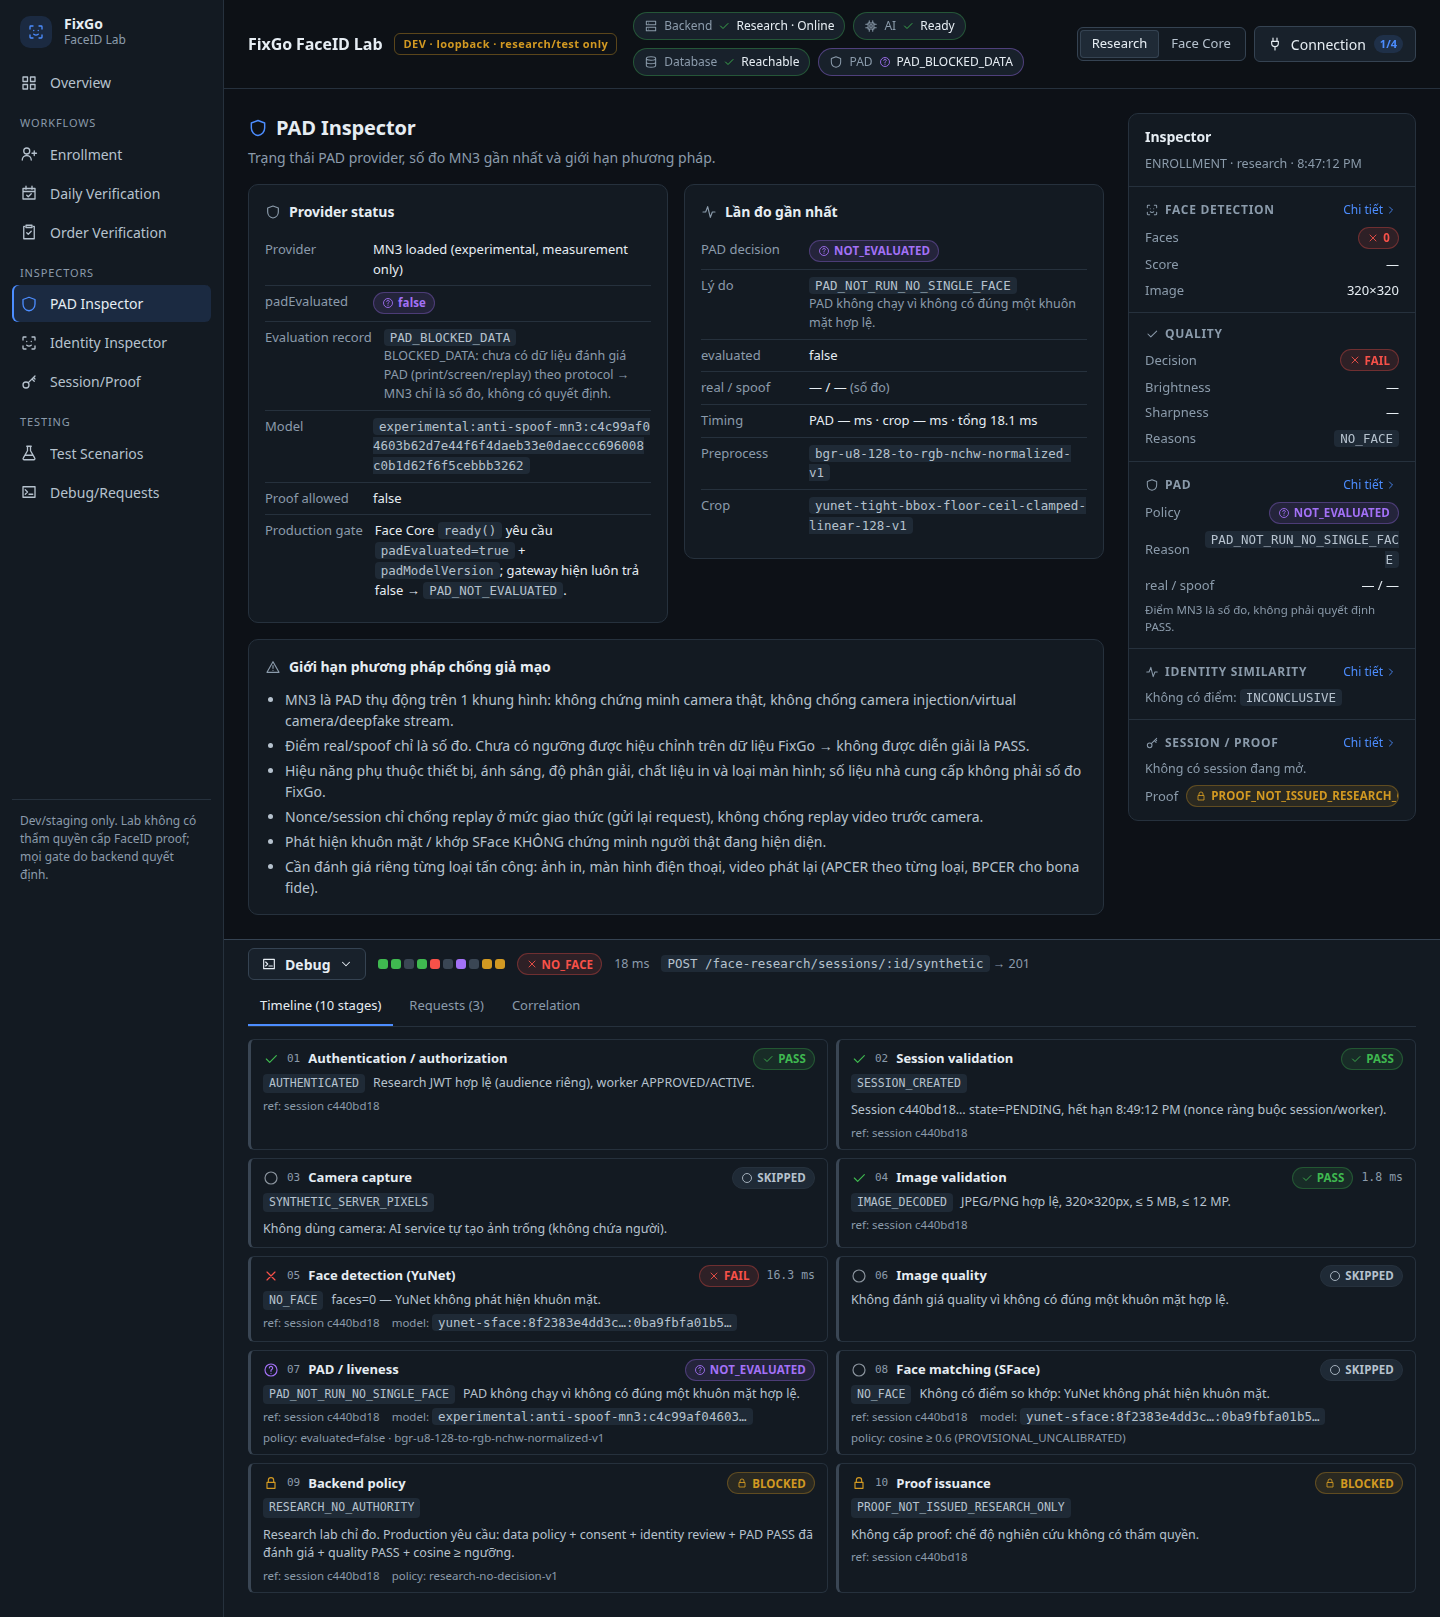 FixGo
FaceID Lab
Overview
WORKFLOWS
Enrollment
Daily Verification
Order Verification
INSPECTORS
PAD Inspector
Identity Inspector
Session/Proof
TESTING
Test Scenarios
Debug/Requests
Dev/staging only. Lab không có
thẩm quyền cấp FaceID proof;
mọi gate do backend quyết
định.
FixGo FaceID Lab
DEV · loopback · research/test only
Backend Research · Online
AI Ready
Database Reachable
PAD PAD_BLOCKED_DATA
Research
Face Core
Connection 1/4
PAD Inspector
Trạng thái PAD provider, số đo MN3 gần nhất và giới hạn phương pháp.
Provider status
Provider MN3 loaded (experimental, measurement
only)
padEvaluated false
Evaluation record PAD_BLOCKED_DATA
BLOCKED_DATA: chưa có dữ liệu đánh giá
PAD (print/screen/replay) theo protocol →
MN3 chỉ là số đo, không có quyết định.
Model experimental:anti-spoof-mn3:c4c99af0
4603b62d7e44f6f4daeb33e0daeccc696008
c0b1d62f6f5cebbb3262
Proof allowed false
Production gate Face Core ready() yêu cầu
padEvaluated=true +
padModelVersion ; gateway hiện luôn trả
false → PAD_NOT_EVALUATED .
Lần đo gần nhất
PAD decision NOT_EVALUATED
Lý do PAD_NOT_RUN_NO_SINGLE_FACE
PAD không chạy vì không có đúng một khuôn
mặt hợp lệ.
evaluated false
real / spoof — / — (số đo)
Timing PAD — ms · crop — ms · tổng 18.1 ms
Preprocess bgr-u8-128-to-rgb-nchw-normalized-
v1
Crop yunet-tight-bbox-floor-ceil-clamped-
linear-128-v1
Giới hạn phương pháp chống giả mạo
• MN3 là PAD thụ động trên 1 khung hình: không chứng minh camera thật, không chống camera injection/virtual
camera/deepfake stream.
• Điểm real/spoof chỉ là số đo. Chưa có ngưỡng được hiệu chỉnh trên dữ liệu FixGo → không được diễn giải là PASS.
• Hiệu năng phụ thuộc thiết bị, ánh sáng, độ phân giải, chất liệu in và loại màn hình; số liệu nhà cung cấp không phải số đo
FixGo.
• Nonce/session chỉ chống replay ở mức giao thức (gửi lại request), không chống replay video trước camera.
• Phát hiện khuôn mặt / khớp SFace KHÔNG chứng minh người thật đang hiện diện.
• Cần đánh giá riêng từng loại tấn công: ảnh in, màn hình điện thoại, video phát lại (APCER theo từng loại, BPCER cho bona
fide).
Inspector
ENROLLMENT · research · 8:47:12 PM
FACE DETECTION Chi tiết
Faces 0
Score —
Image 320×320
QUALITY
Decision FAIL
Brightness —
Sharpness —
Reasons NO_FACE
PAD Chi tiết
Policy NOT_EVALUATED
Reason PAD_NOT_RUN_NO_SINGLE_FAC
E
real / spoof — / —
Điểm MN3 là số đo, không phải quyết định
PASS.
IDENTITY SIMILARITY Chi tiết
Không có điểm: INCONCLUSIVE
SESSION / PROOF Chi tiết
Không có session đang mở.
Proof PROOF_NOT_ISSUED_RESEARCH_
Debug NO_FACE 18 ms POST /face-research/sessions/:id/synthetic → 201
Timeline (10 stages) Requests (3) Correlation
01 Authentication / authorization PASS
AUTHENTICATED Research JWT hợp lệ (audience riêng), worker APPROVED/ACTIVE.
ref: session c440bd18
02 Session validation PASS
SESSION_CREATED
Session c440bd18… state=PENDING, hết hạn 8:49:12 PM (nonce ràng buộc session/worker).
ref: session c440bd18
03 Camera capture SKIPPED
SYNTHETIC_SERVER_PIXELS
Không dùng camera: AI service tự tạo ảnh trống (không chứa người).
04 Image validation PASS 1.8 ms
IMAGE_DECODED JPEG/PNG hợp lệ, 320×320px, ≤ 5 MB, ≤ 12 MP.
ref: session c440bd18
05 Face detection (YuNet) FAIL 16.3 ms
NO_FACE faces=0 — YuNet không phát hiện khuôn mặt.
ref: session c440bd18 model: yunet-sface:8f2383e4dd3c…:0ba9fbfa01b5…
06 Image quality SKIPPED
Không đánh giá quality vì không có đúng một khuôn mặt hợp lệ.
07 PAD / liveness NOT_EVALUATED
PAD_NOT_RUN_NO_SINGLE_FACE PAD không chạy vì không có đúng một khuôn mặt hợp lệ.
ref: session c440bd18 model: experimental:anti-spoof-mn3:c4c99af04603…
policy: evaluated=false · bgr-u8-128-to-rgb-nchw-normalized-v1
08 Face matching (SFace) SKIPPED
NO_FACE Không có điểm so khớp: YuNet không phát hiện khuôn mặt.
ref: session c440bd18 model: yunet-sface:8f2383e4dd3c…:0ba9fbfa01b5…
policy: cosine ≥ 0.6 (PROVISIONAL_UNCALIBRATED)
09 Backend policy BLOCKED
RESEARCH_NO_AUTHORITY
Research lab chỉ đo. Production yêu cầu: data policy + consent + identity review + PAD PASS đã
đánh giá + quality PASS + cosine ≥ ngưỡng.
ref: session c440bd18 policy: research-no-decision-v1
10 Proof issuance BLOCKED
PROOF_NOT_ISSUED_RESEARCH_ONLY
Không cấp proof: chế độ nghiên cứu không có thẩm quyền.
ref: session c440bd18